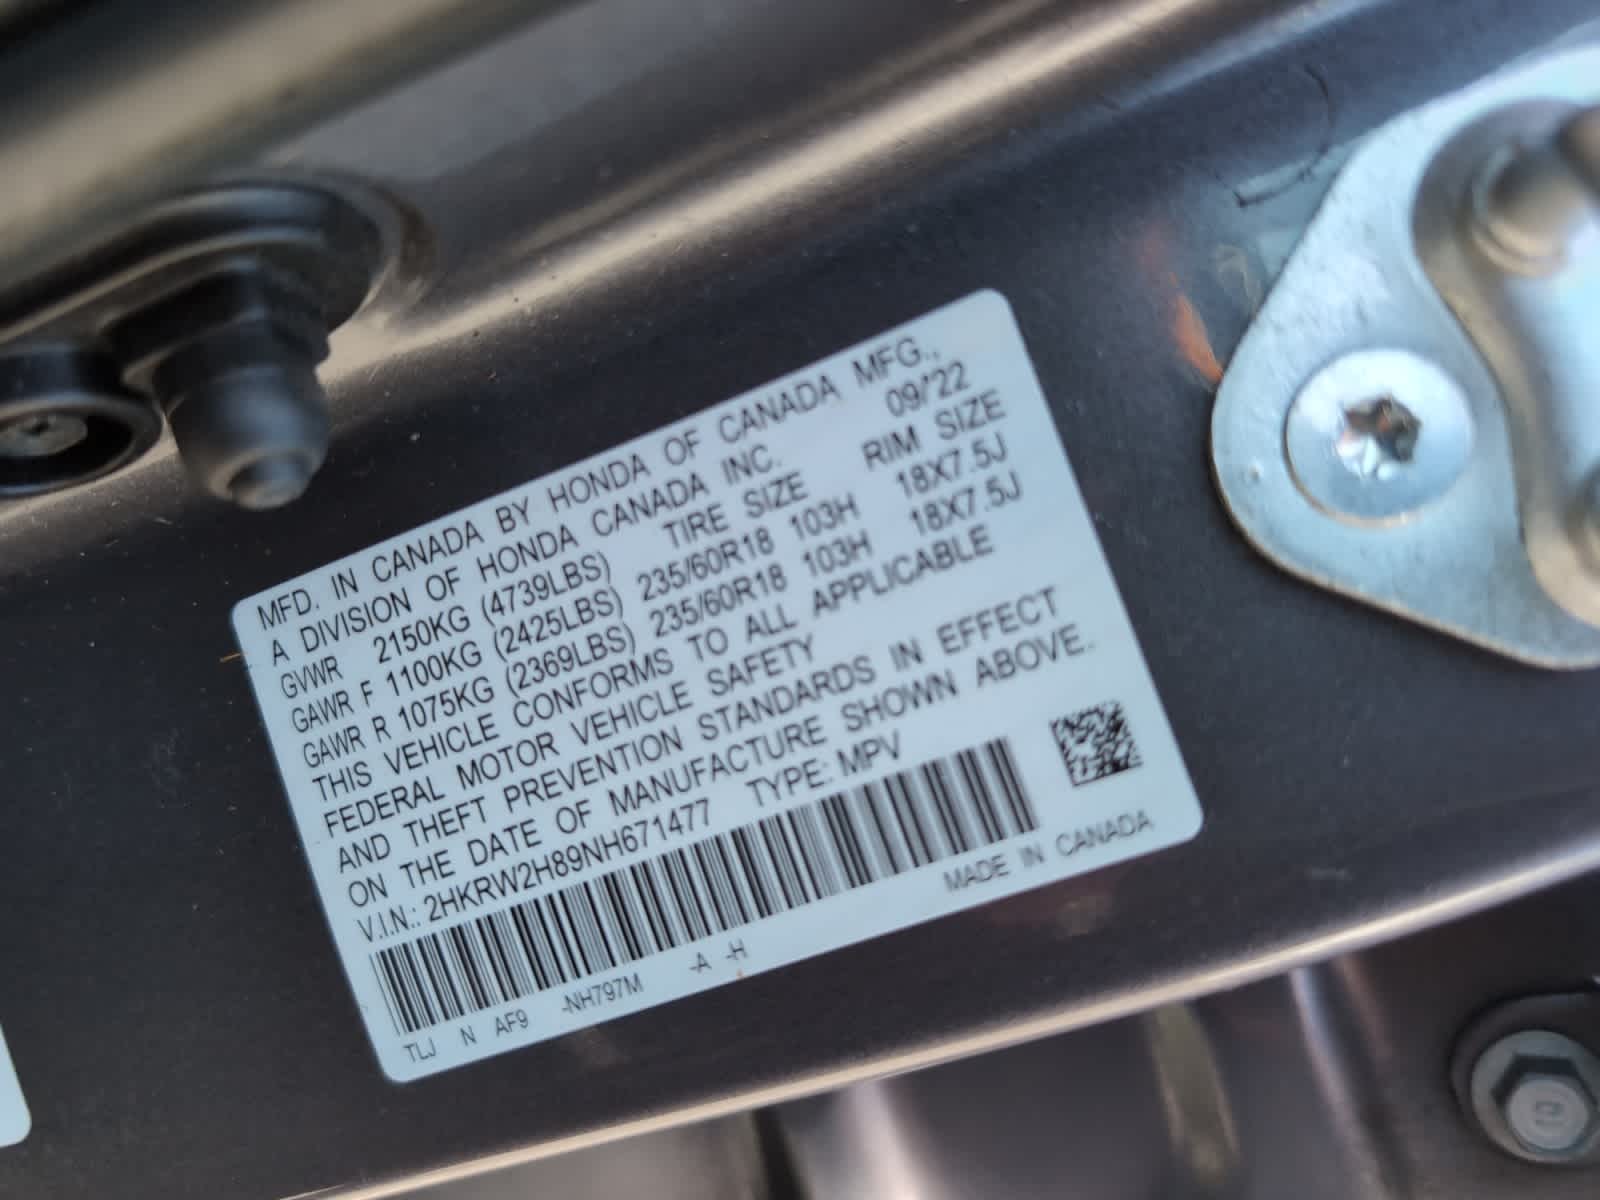 MFD. IN CANADA BY HONDA OF CANADA MFG.,
A DIVISION OF HONDA CANADA INC. 09/'22
GVWR 2150KG (4739LBS) TIRE SIZE RIM SIZE
GAWR F 1100KG (2425LBS) 235/60R18 103H 18X7.5J
GAWR R 1075KG (2369LBS) 235/60R18 103H 18X7.5J
THIS VEHICLE CONFORMS TO ALL APPLICABLE
FEDERAL MOTOR VEHICLE SAFETY
AND THEFT PREVENTION STANDARDS IN EFFECT
ON THE DATE OF MANUFACTURE SHOWN ABOVE.
V.I.N.: 2HKRW2H89NH671477 TYPE: MPV
TLJ N AF9 -NH797M -A -H MADE IN CANADA